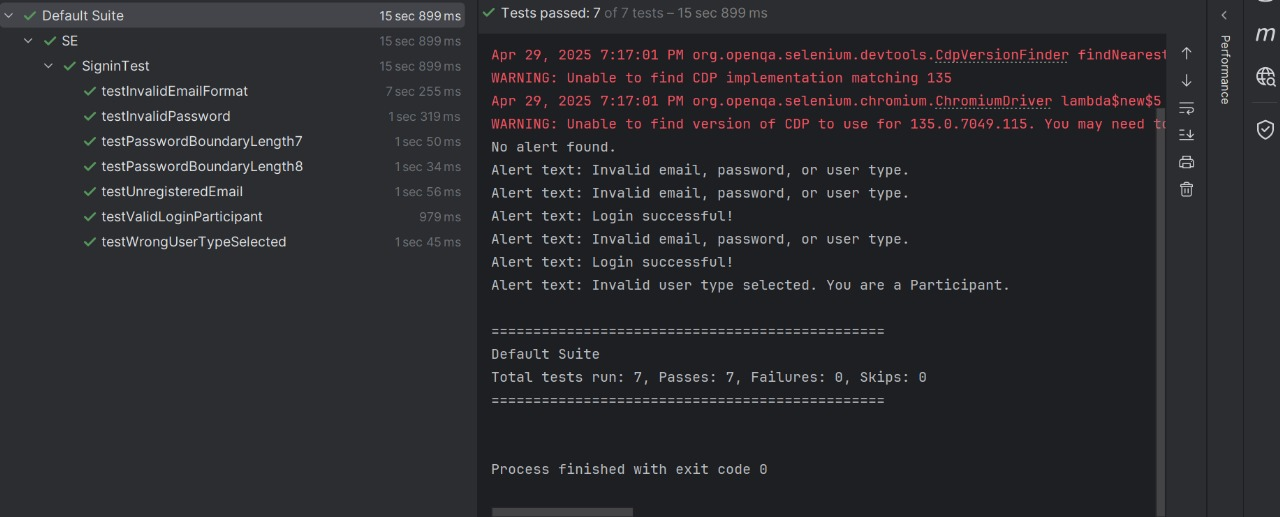 Default Suite 15 sec 899 ms
SE 15 sec 899 ms
SigninTest 15 sec 899 ms
testInvalidEmailFormat 7 sec 255 ms
testInvalidPassword 1 sec 319 ms
testPasswordBoundaryLength7 1 sec 50 ms
testPasswordBoundaryLength8 1 sec 34 ms
testUnregisteredEmail 1 sec 56 ms
testValidLoginParticipant 979 ms
testWrongUserTypeSelected 1 sec 45 ms
Tests passed: 7 of 7 tests – 15 sec 899 ms
Apr 29, 2025 7:17:01 PM org.openqa.selenium.devtools.CdpVersionFinder findNearest
WARNING: Unable to find CDP implementation matching 135
Apr 29, 2025 7:17:01 PM org.openqa.selenium.chromium.ChromiumDriver lambda$new$5
WARNING: Unable to find version of CDP to use for 135.0.7049.115. You may need to
No alert found.
Alert text: Invalid email, password, or user type.
Alert text: Invalid email, password, or user type.
Alert text: Login successful!
Alert text: Invalid email, password, or user type.
Alert text: Login successful!
Alert text: Invalid user type selected. You are a Participant.
===============================================
Default Suite
Total tests run: 7, Passes: 7, Failures: 0, Skips: 0
===============================================
Process finished with exit code 0
Performance
m